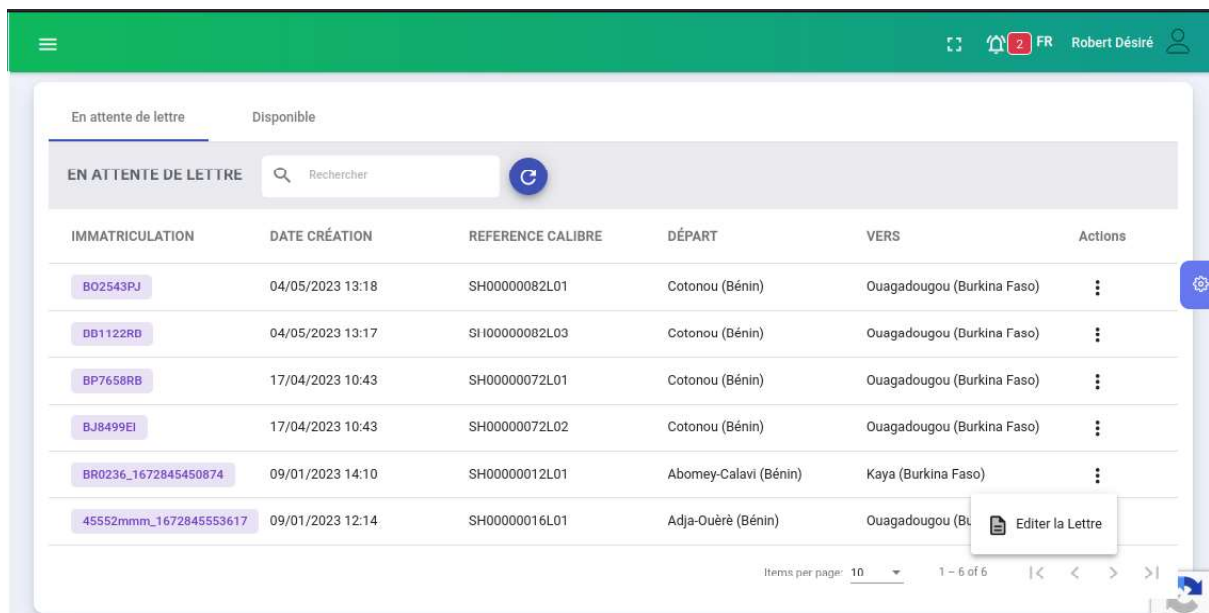 2 FR Robert Désiré
En attente de lettre Disponible
EN ATTENTE DE LETTRE Rechercher
IMMATRICULATION DATE CRÉATION REFERENCE CALIBRE DÉPART VERS Actions
BO2543PJ 04/05/2023 13:18 SH00000082L01 Cotonou (Bénin) Ouagadougou (Burkina Faso)
BB1122RB 04/05/2023 13:17 SH00000082L03 Cotonou (Bénin) Ouagadougou (Burkina Faso)
BP7658RB 17/04/2023 10:43 SH00000072L01 Cotonou (Bénin) Ouagadougou (Burkina Faso)
BJ8499EI 17/04/2023 10:43 SH00000072L02 Cotonou (Bénin) Ouagadougou (Burkina Faso)
BR0236_1672845450874 09/01/2023 14:10 SH00000012L01 Abomey-Calavi (Bénin) Kaya (Burkina Faso)
45552mmm_1672845553617 09/01/2023 12:14 SH00000016L01 Adja-Ouèrè (Bénin) Ouagadougou (Bu
Editer la Lettre
Items per page: 10 1 – 6 of 6